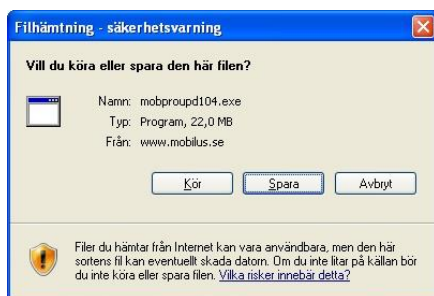 Filhämtning - säkerhetsvarning
Vill du köra eller spara den här filen?
Namn: mobproupd104.exe
Typ: Program, 22,0 MB
Från: www.mobilus.se
Kör Spara Avbryt
Filer du hämtar från Internet kan vara användbara, men den här
sortens fil kan eventuellt skada datorn. Om du inte litar på källan bör
du inte köra eller spara filen. Vilka risker innebär detta?